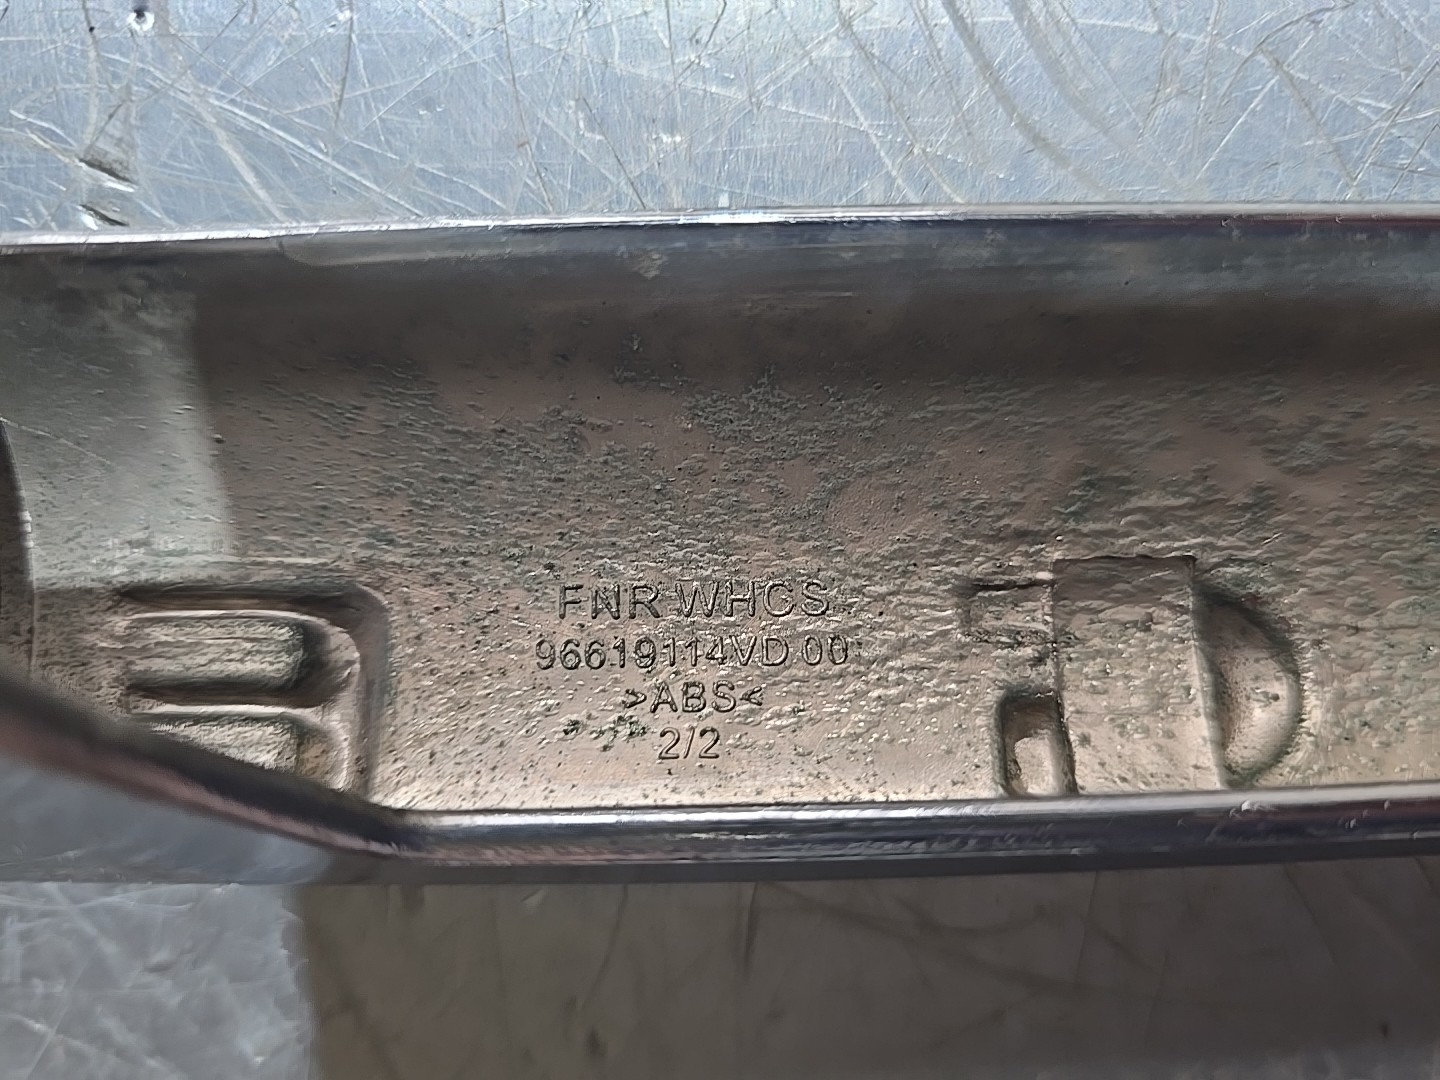 FNR WHCS
96619114VD 00
>ABS<
2/2